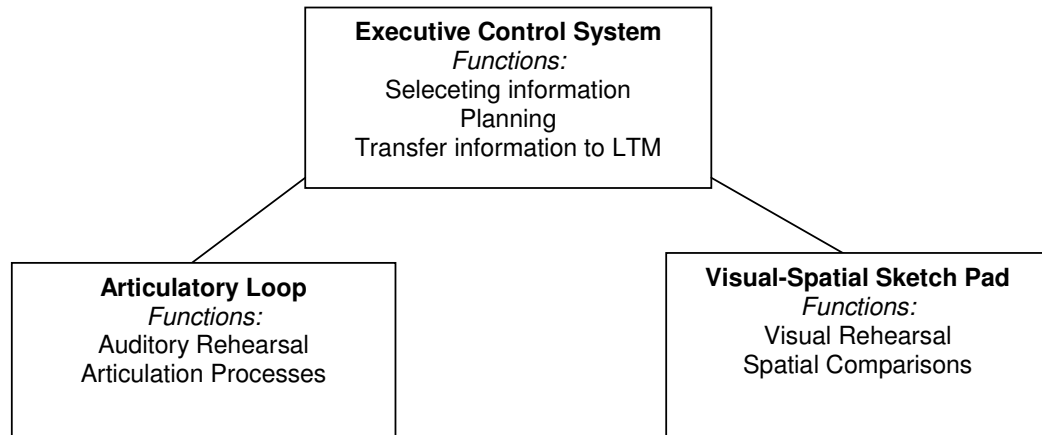 Executive Control System
Functions:
Seleceting information
Planning
Transfer information to LTM
Articulatory Loop
Functions:
Auditory Rehearsal
Articulation Processes
Visual-Spatial Sketch Pad
Functions:
Visual Rehearsal
Spatial Comparisons